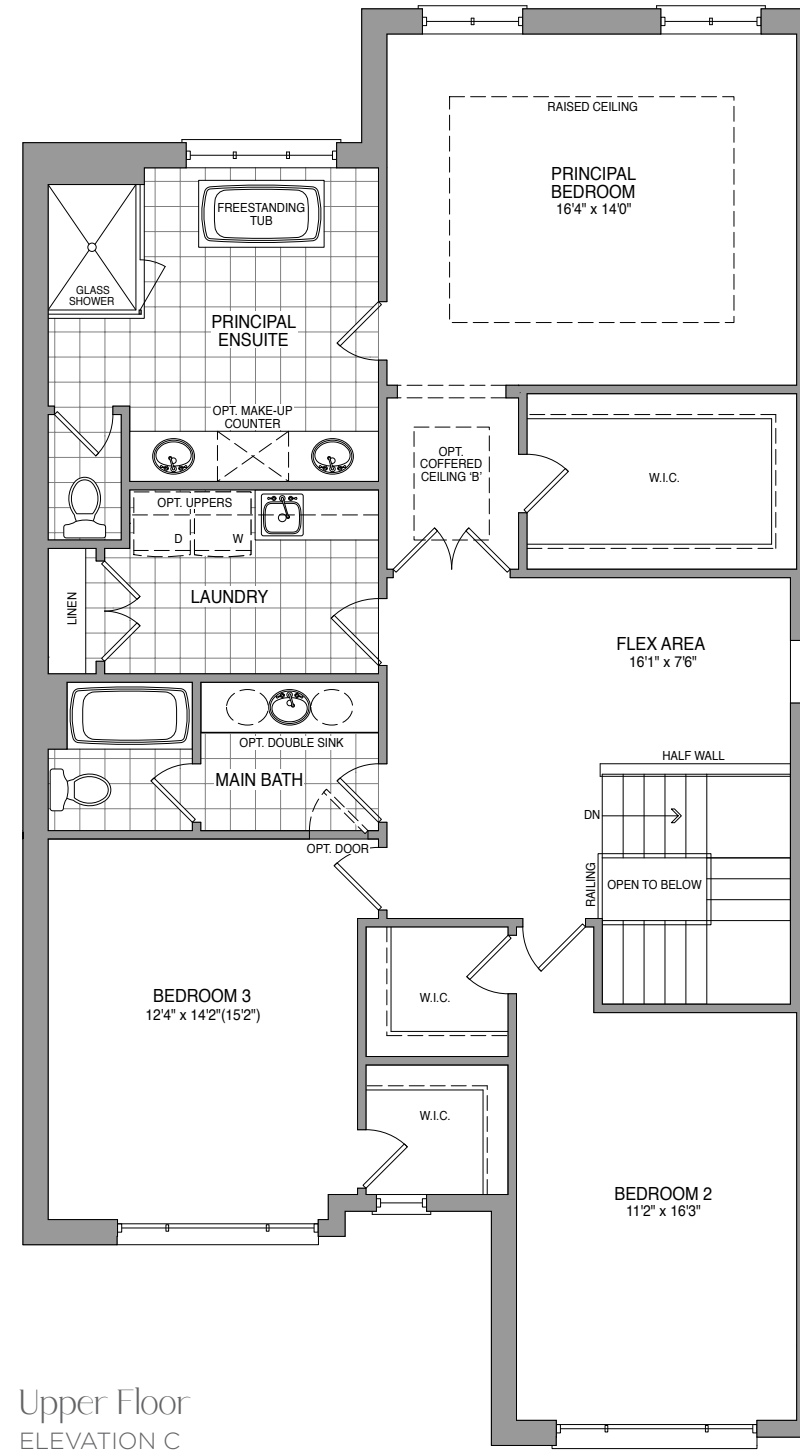 RAISED CEILING
PRINCIPAL
BEDROOM
16'4" x 14'0"
FREESTANDING
TUB
GLASS
SHOWER
PRINCIPAL
ENSUITE
OPT. MAKE-UP
COUNTER
OPT.
COFFERED
CEILING 'B'
W.I.C.
OPT. UPPERS
D
W
LINEN
LAUNDRY
FLEX AREA
16'1" x 7'6"
OPT. DOUBLE SINK
MAIN BATH
HALF WALL
DN
OPT. DOOR
RAILING
OPEN TO BELOW
BEDROOM 3
12'4" x 14'2"(15'2")
W.I.C.
W.I.C.
BEDROOM 2
11'2" x 16'3"
Upper Floor
ELEVATION C